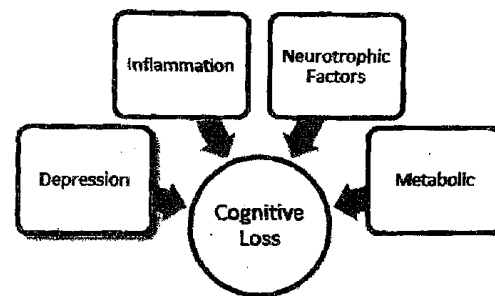 Inflammation
Neurotrophic
Factors
Depression
Metabolic
Cognitive
Loss